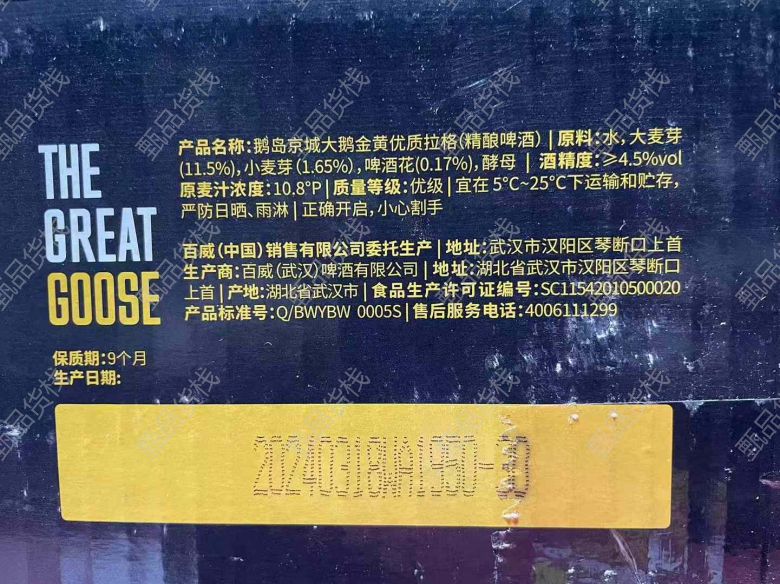 THE
GREAT
GOOSE
产品名称:鹅岛京城大鹅金黄优质拉格(精酿啤酒) | 原料:水,大麦芽
(11.5%),小麦芽(1.65%),啤酒花(0.17%),酵母 | 酒精度:≥4.5%vol
原麦汁浓度:10.8°P | 质量等级:优级 | 宜在 5°C~25°C下运输和贮存,
严防日晒、雨淋 | 正确开启,小心割手
百威(中国)销售有限公司委托生产 | 地址:武汉市汉阳区琴断口上首
生产商:百威(武汉)啤酒有限公司 | 地址:湖北省武汉市汉阳区琴断口
上首 | 产地:湖北省武汉市 | 食品生产许可证编号:SC11542010500020
产品标准号:Q/BWYBW 0005S | 售后服务电话:4006111299
保质期:9个月
生产日期:
20240318WA1950-30
甄品货栈